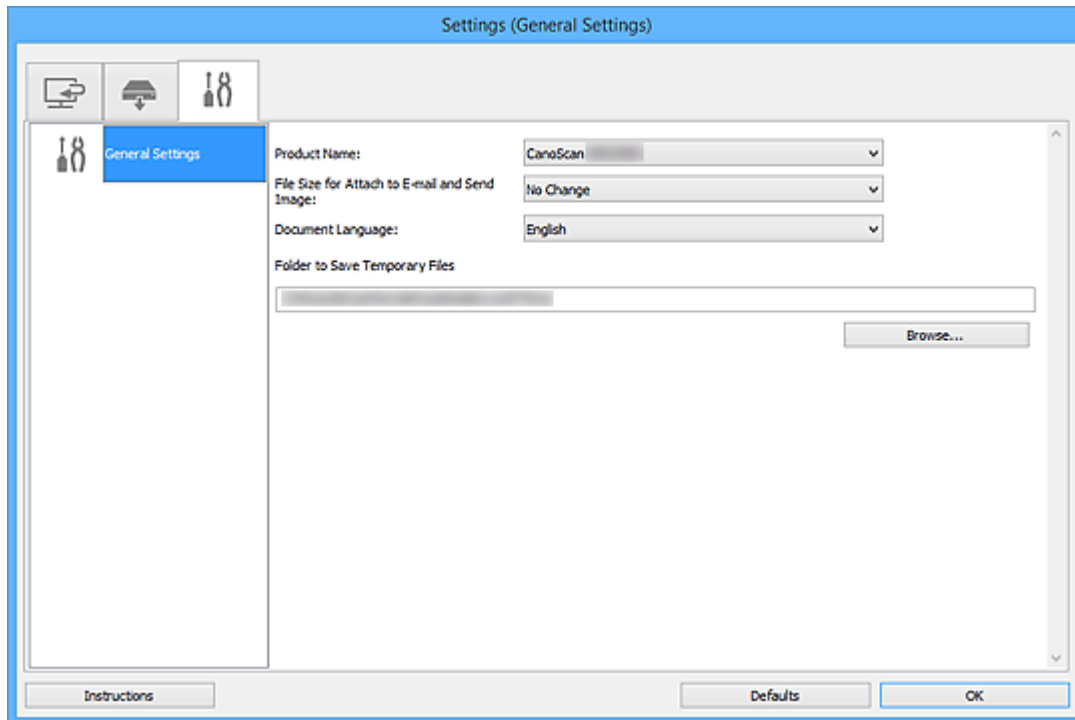 Settings (General Settings)
General Settings
Product Name:
CanoScan
File Size for Attach to E-mail and Send
Image:
No Change
Document Language:
English
Folder to Save Temporary Files
Browse...
Instructions
Defaults
OK